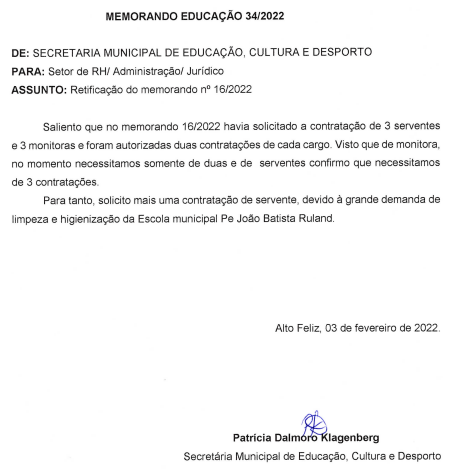 MEMORANDO EDUCAÇÃO 34/2022
DE: SECRETARIA MUNICIPAL DE EDUCAÇÃO, CULTURA E DESPORTO
PARA: Setor de RH/ Administração/ Jurídico
ASSUNTO: Retificação do memorando nº 16/2022
Saliento que no memorando 16/2022 havia solicitado a contratação de 3 serventes
e 3 monitoras e foram autorizadas duas contratações de cada cargo. Visto que de monitora,
no momento necessitamos somente de duas e de serventes confirmo que necessitamos
de 3 contratações.
Para tanto, solicito mais uma contratação de servente, devido à grande demanda de
limpeza e higienização da Escola municipal Pe João Batista Ruland.
Alto Feliz, 03 de fevereiro de 2022.
Patricia Dalmoro Klagenberg
Secretária Municipal de Educação, Cultura e Desporto